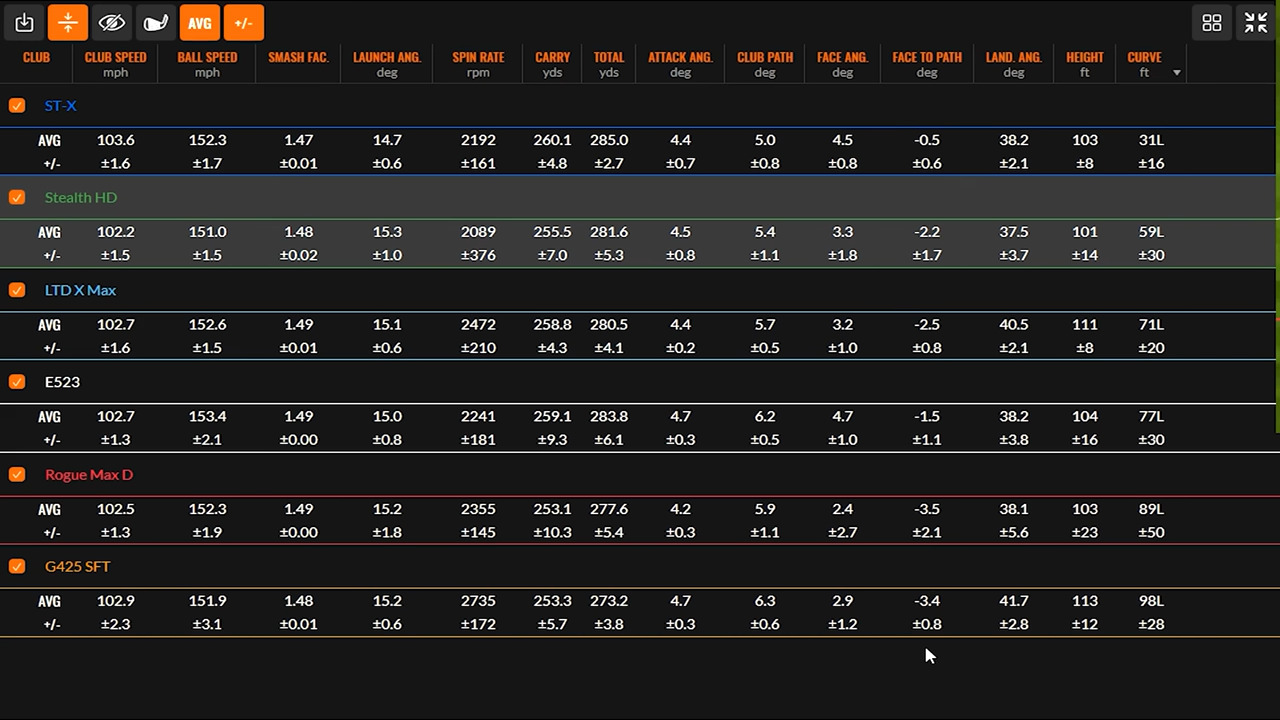 AVG +/-
CLUB CLUB SPEED BALL SPEED SMASH FAC. LAUNCH ANG. SPIN RATE CARRY TOTAL ATTACK ANG. CLUB PATH FACE ANG. FACE TO PATH LAND. ANG. HEIGHT CURVE
mph mph deg rpm yds yds deg deg deg deg deg ft ft
ST-X
AVG 103.6 152.3 1.47 14.7 2192 260.1 285.0 4.4 5.0 4.5 -0.5 38.2 103 31L
+/- ±1.6 ±1.7 ±0.01 ±0.6 ±161 ±4.8 ±2.7 ±0.7 ±0.8 ±0.8 ±0.6 ±2.1 ±8 ±16
Stealth HD
AVG 102.2 151.0 1.48 15.3 2089 255.5 281.6 4.5 5.4 3.3 -2.2 37.5 101 59L
+/- ±1.5 ±1.5 ±0.02 ±1.0 ±376 ±7.0 ±5.3 ±0.8 ±1.1 ±1.8 ±1.7 ±3.7 ±14 ±30
LTD X Max
AVG 102.7 152.6 1.49 15.1 2472 258.8 280.5 4.4 5.7 3.2 -2.5 40.5 111 71L
+/- ±1.6 ±1.5 ±0.01 ±0.6 ±210 ±4.3 ±4.1 ±0.2 ±0.5 ±1.0 ±0.8 ±2.1 ±8 ±20
E523
AVG 102.7 153.4 1.49 15.0 2241 259.1 283.8 4.7 6.2 4.7 -1.5 38.2 104 77L
+/- ±1.3 ±2.1 ±0.00 ±0.8 ±181 ±9.3 ±6.1 ±0.3 ±0.5 ±1.0 ±1.1 ±3.8 ±16 ±30
Rogue Max D
AVG 102.5 152.3 1.49 15.2 2355 253.1 277.6 4.2 5.9 2.4 -3.5 38.1 103 89L
+/- ±1.3 ±1.9 ±0.00 ±1.8 ±145 ±10.3 ±5.4 ±0.3 ±1.1 ±2.7 ±2.1 ±5.6 ±23 ±50
G425 SFT
AVG 102.9 151.9 1.48 15.2 2735 253.3 273.2 4.7 6.3 2.9 -3.4 41.7 113 98L
+/- ±2.3 ±3.1 ±0.01 ±0.6 ±172 ±5.7 ±3.8 ±0.3 ±0.6 ±1.2 ±0.8 ±2.8 ±12 ±28